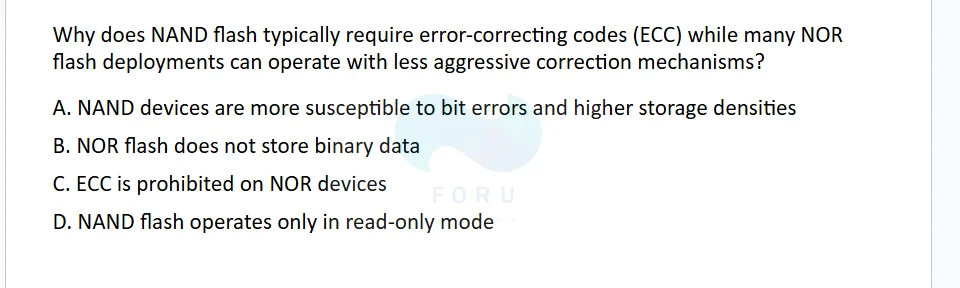 Why does NAND flash typically require error-correcting codes (ECC) while many NOR
flash deployments can operate with less aggressive correction mechanisms?
A. NAND devices are more susceptible to bit errors and higher storage densities
B. NOR flash does not store binary data
C. ECC is prohibited on NOR devices
FORU
D. NAND flash operates only in read-only mode